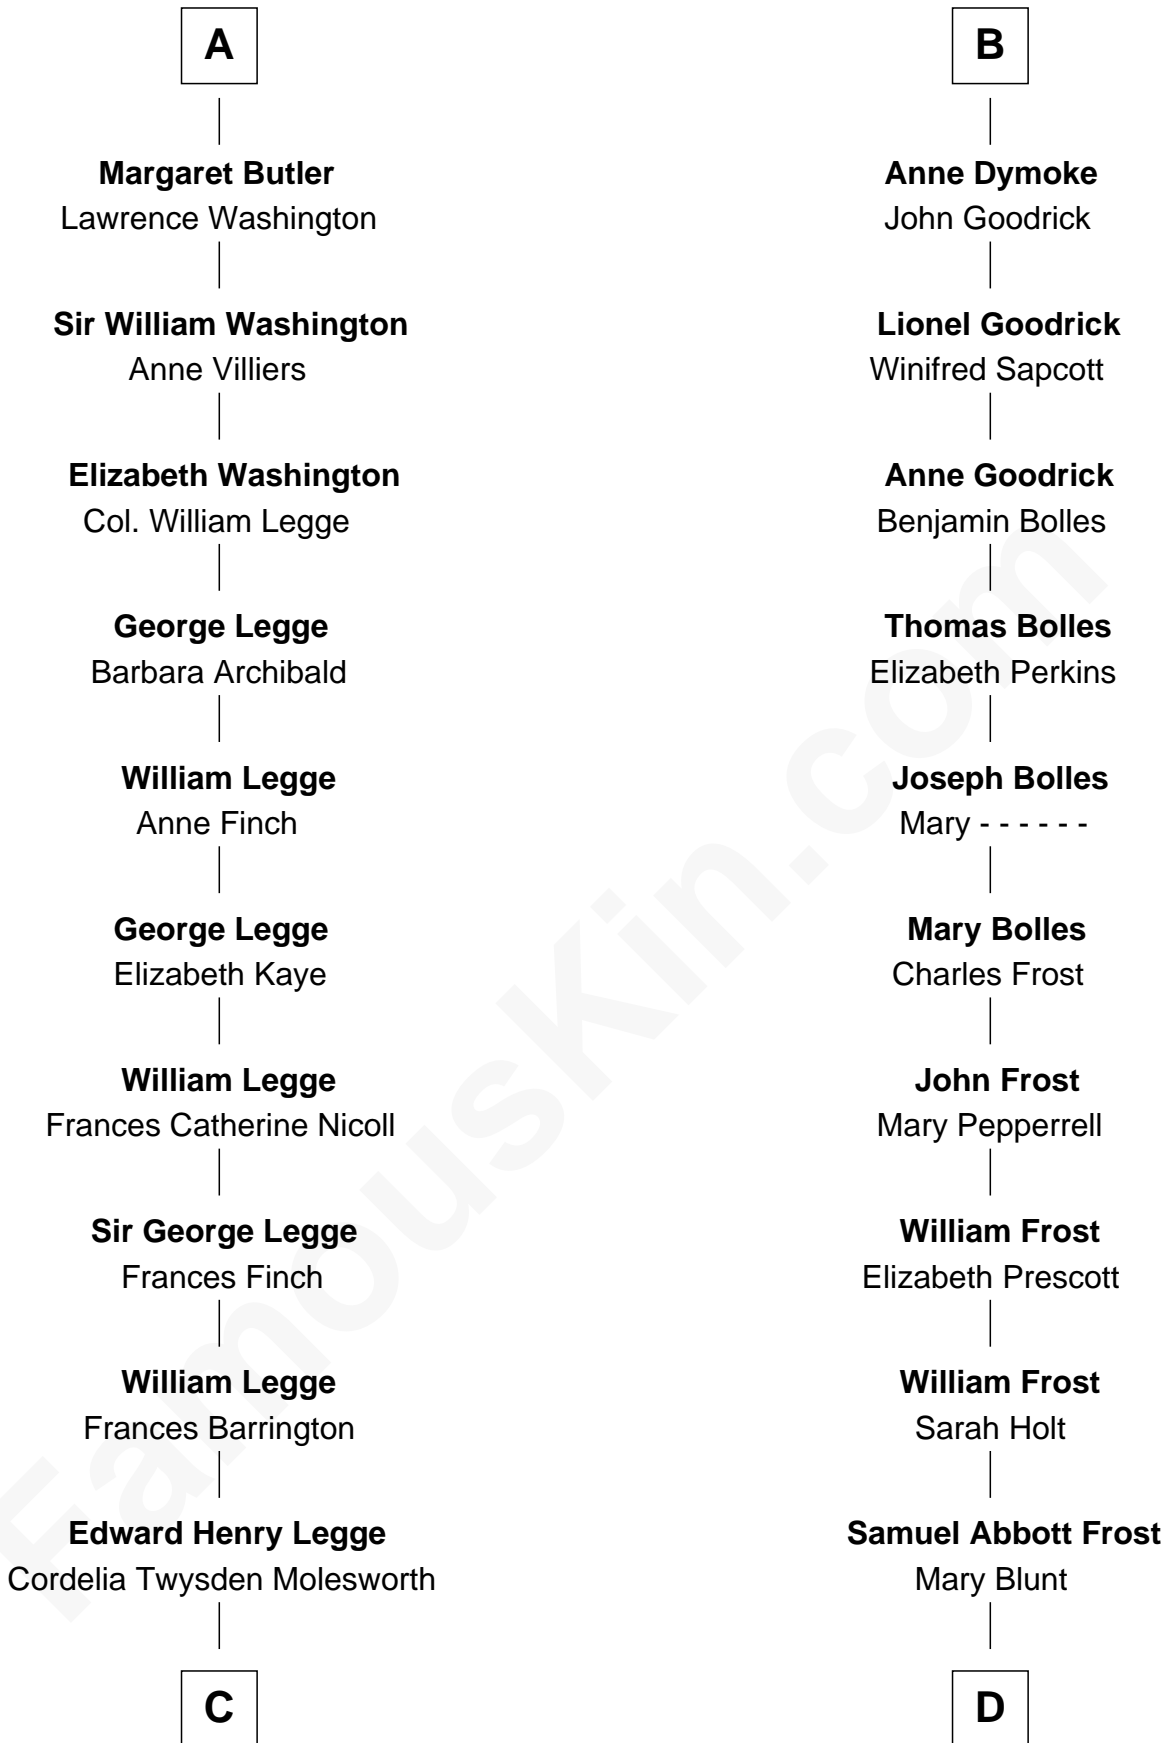 A
Margaret Butler
Lawrence Washington
Sir William Washington
Anne Villiers
Elizabeth Washington
Col. William Legge
George Legge
Barbara Archibald
William Legge
Anne Finch
George Legge
Elizabeth Kaye
William Legge
Frances Catherine Nicoll
Sir George Legge
Frances Finch
William Legge
Frances Barrington
Edward Henry Legge
Cordelia Twysden Molesworth
C
B
Anne Dymoke
John Goodrick
Lionel Goodrick
Winifred Sapcott
Anne Goodrick
Benjamin Bolles
Thomas Bolles
Elizabeth Perkins
Joseph Bolles
Mary - - - - - -
Mary Bolles
Charles Frost
John Frost
Mary Pepperrell
William Frost
Elizabeth Prescott
William Frost
Sarah Holt
Samuel Abbott Frost
Mary Blunt
D
FamousKin.com